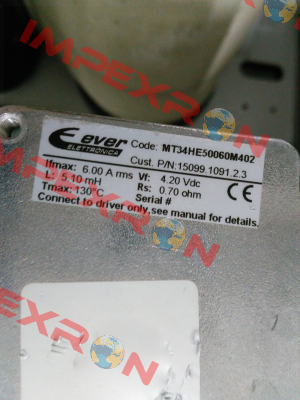 IMPEXRON
ever
ELETTRONICA
Code: MT34HE50060M402
Cust. P/N:15099.1091.2.3
Ifmax: 6.00 A rms Vf: 4.20 Vdc
L: 5.10 mH Rs: 0.70 ohm
Tmax: 130°C Serial #
Connect to driver only,see manual for details.
CE
IMPEXRON